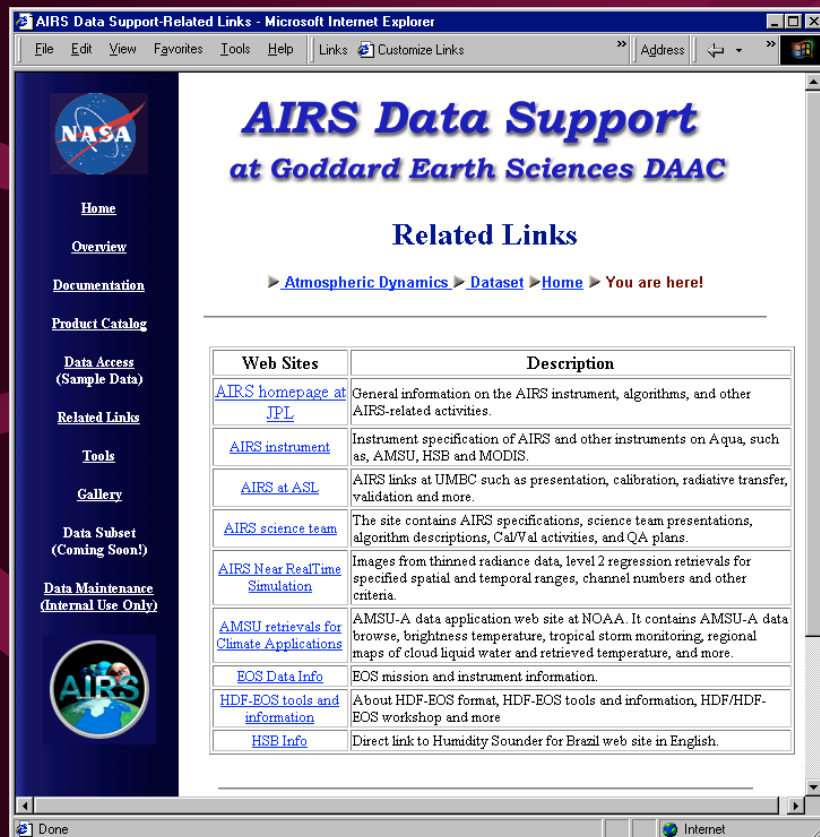 AIRS Data Support-Related Links - Microsoft Internet Explorer
File Edit View Favorites Tools Help Links Customize Links » Address »
NASA
Home
Overview
Documentation
Product Catalog
Data Access
(Sample Data)
Related Links
Tools
Gallery
Data Subset
(Coming Soon!)
Data Maintenance
(Internal Use Only)
AIRS
AIRS Data Support
at Goddard Earth Sciences DAAC
Related Links
Atmospheric Dynamics Dataset Home You are here!
Web Sites Description
AIRS homepage at
JPL
General information on the AIRS instrument, algorithms, and other
AIRS-related activities.
AIRS instrument
Instrument specification of AIRS and other instruments on Aqua, such
as, AMSU, HSB and MODIS.
AIRS at ASL
AIRS links at UMBC such as presentation, calibration, radiative transfer,
validation and more.
AIRS science team
The site contains AIRS specifications, science team presentations,
algorithm descriptions, Cal/Val activities, and QA plans.
AIRS Near RealTime
Simulation
Images from thinned radiance data, level 2 regression retrievals for
specified spatial and temporal ranges, channel numbers and other
criteria.
AMSU retrievals for
Climate Applications
AMSU-A data application web site at NOAA. It contains AMSU-A data
browse, brightness temperature, tropical storm monitoring, regional
maps of cloud liquid water and retrieved temperature, and more.
EOS Data Info
EOS mission and instrument information.
HDF-EOS tools and
information
About HDF-EOS format, HDF-EOS tools and information, HDF/HDF-
EOS workshop and more
HSB Info
Direct link to Humidity Sounder for Brazil web site in English.
Done Internet